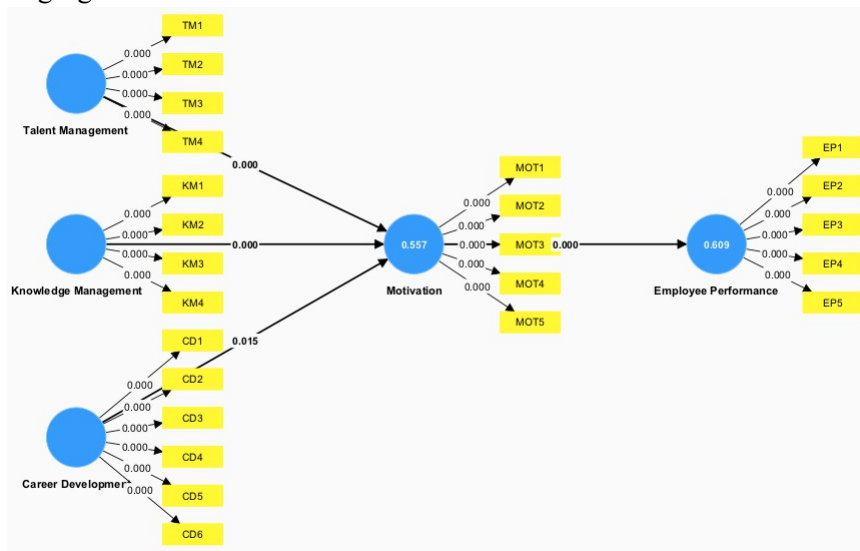 TM1
0.000
TM2
0.000
0.000
TM3
0.000
Talent Management
TM4
0.000
KM1
0.000
KM2
0.000
0.000
KM3
0.000
Knowledge Management
KM4
0.000
CD1
0.015
CD2
0.000
0.000
CD3
0.000
0.000
CD4
0.000
Career Developmer
0.000
CD5
CD6
MOT1
0.000
MOT2
0.000
0.557
0.000
MOT3
0.000
0.000
MOT4
0.000
Motivation
MOT5
EP1
0.000
EP2
0.000
0.609
0.000
EP3
0.000
EP4
0.000
Employee Performance
EP5